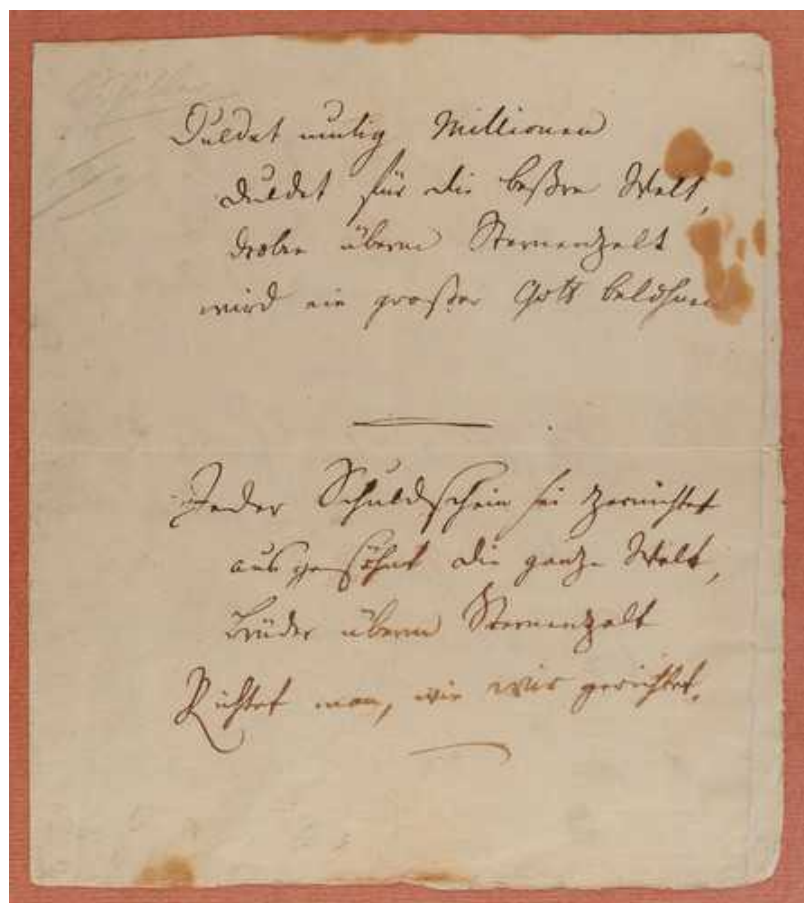 Duldet mutig Millionen
duldet für die beßre Welt,
droben überm Sternenzelt
wird ein großer Gott belohnen
Jeder Schuldschein sei zernichtet
ausgesöhnt die ganze Welt,
Brüder überm Sternenzelt
Richtet man, wie wir gerichtet.